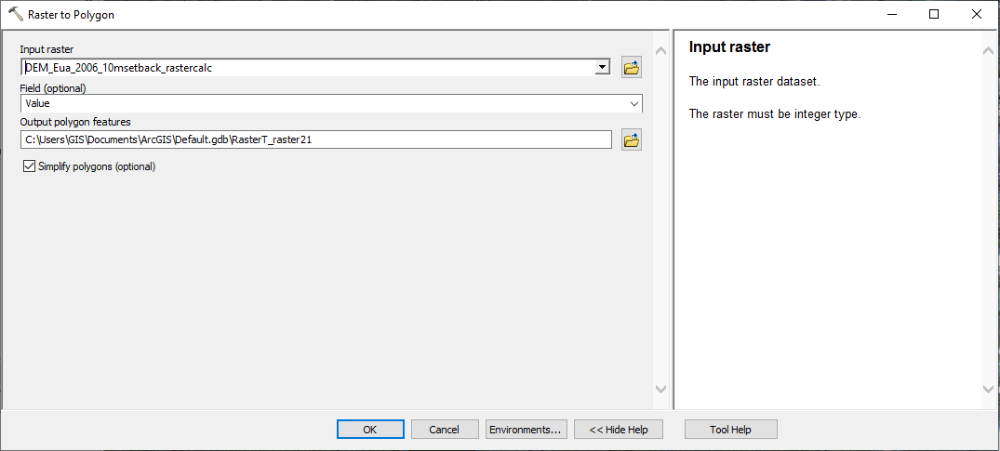 Raster to Polygon
Input raster
DEM_Eua_2006_10msetback_rastercalc
Field (optional)
Value
Output polygon features
C:\Users\GIS\Documents\ArcGIS\Default.gdb\RasterT_raster21
Simplify polygons (optional)
Input raster
The input raster dataset.
The raster must be integer type.
OK Cancel Environments... << Hide Help Tool Help